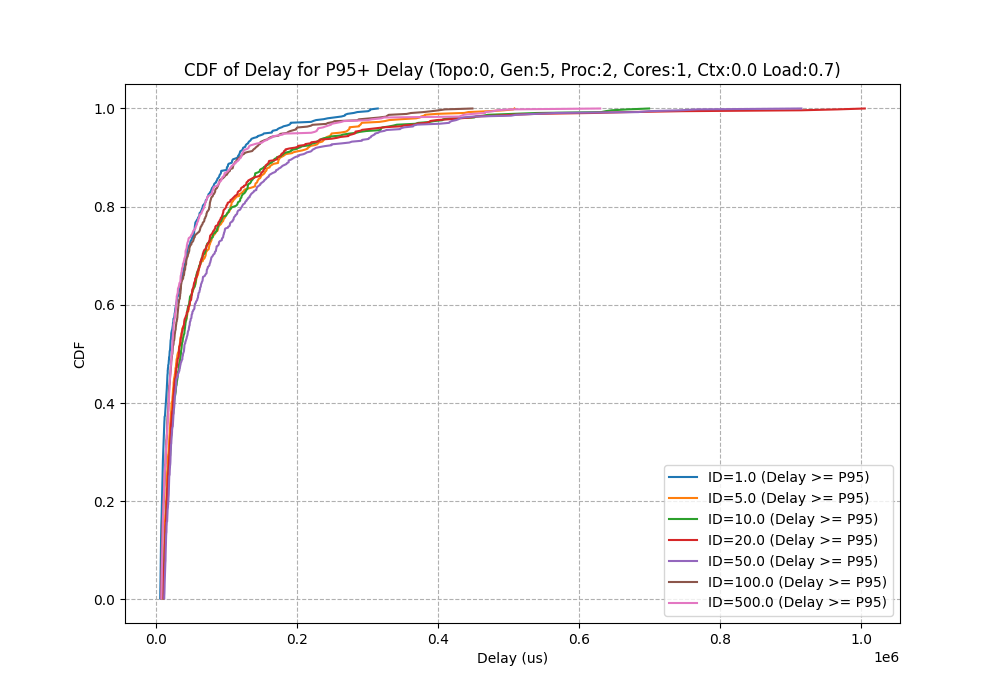 CDF of Delay for P95+ Delay (Topo:0, Gen:5, Proc:2, Cores:1, Ctx:0.0 Load:0.7)
CDF
1.0
0.8
0.6
0.4
0.2
0.0
ID=1.0 (Delay >= P95)
ID=5.0 (Delay >= P95)
ID=10.0 (Delay >= P95)
ID=20.0 (Delay >= P95)
ID=50.0 (Delay >= P95)
ID=100.0 (Delay >= P95)
ID=500.0 (Delay >= P95)
0.0 0.2 0.4 0.6 0.8 1.0
1e6
Delay (us)